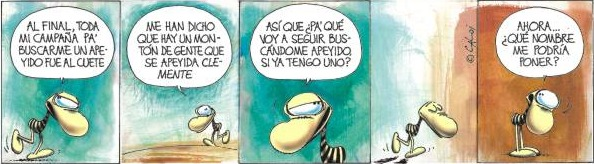 AL FINAL, TODA
MI CAMPAÑA PA'
BUSCARME UN APE-
YIDO FUE AL CUETE
ME HAN DICHO
QUE HAY UN MON-
TÓN DE GENTE QUE
SE APEYIDA CLE-
MENTE
ASÍ QUE ¿PA' QUÉ
VOY A SEGUIR BUS-
CÁNDOME APEYIDO,
SI YA TENGO UNO?
AHORA...
¿QUÉ NOMBRE
ME PODRÍA
PONER?